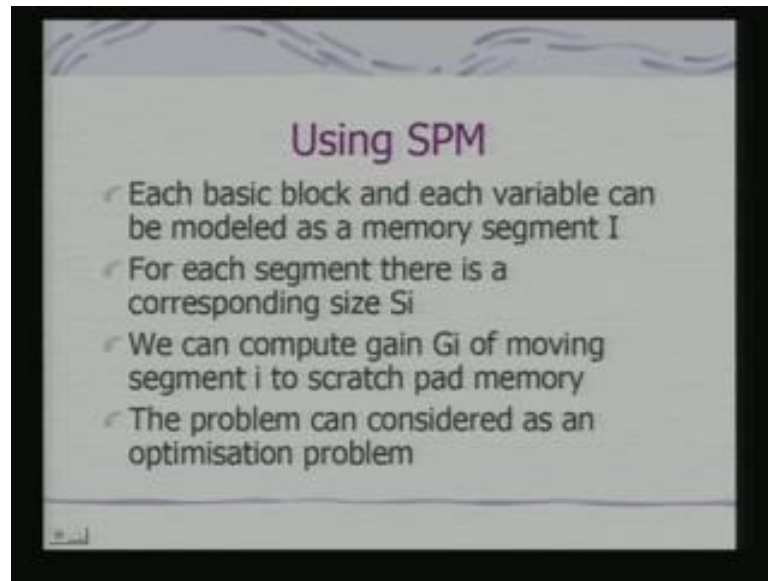 Using SPM
Each basic block and each variable can
be modeled as a memory segment I
For each segment there is a
corresponding size Si
We can compute gain Gi of moving
segment i to scratch pad memory
The problem can considered as an
optimisation problem